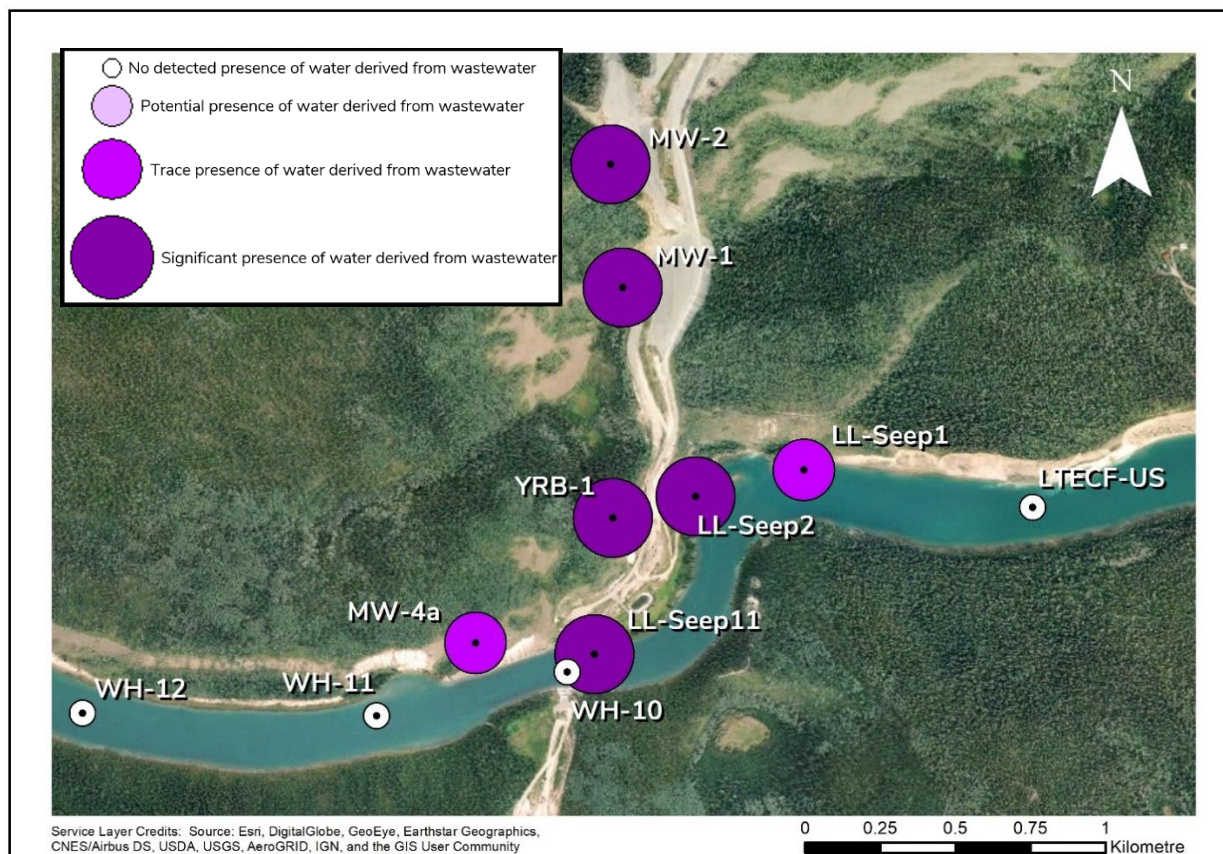 No detected presence of water derived from wastewater
Potential presence of water derived from wastewater
Trace presence of water derived from wastewater
Significant presence of water derived from wastewater
N
MW-2
MW-1
LL-Seep1
LTECF-US
YRB-1
LL-Seep2
MW-4a
LL-Seep11
WH-12
WH-11
WH-10
Service Layer Credits: Source: Esri, DigitalGlobe, GeoEye, Earthstar Geographics,
CNES/Airbus DS, USDA, USGS, AeroGRID, IGN, and the GIS User Community
0 0.25 0.5 0.75 1
Kilometre